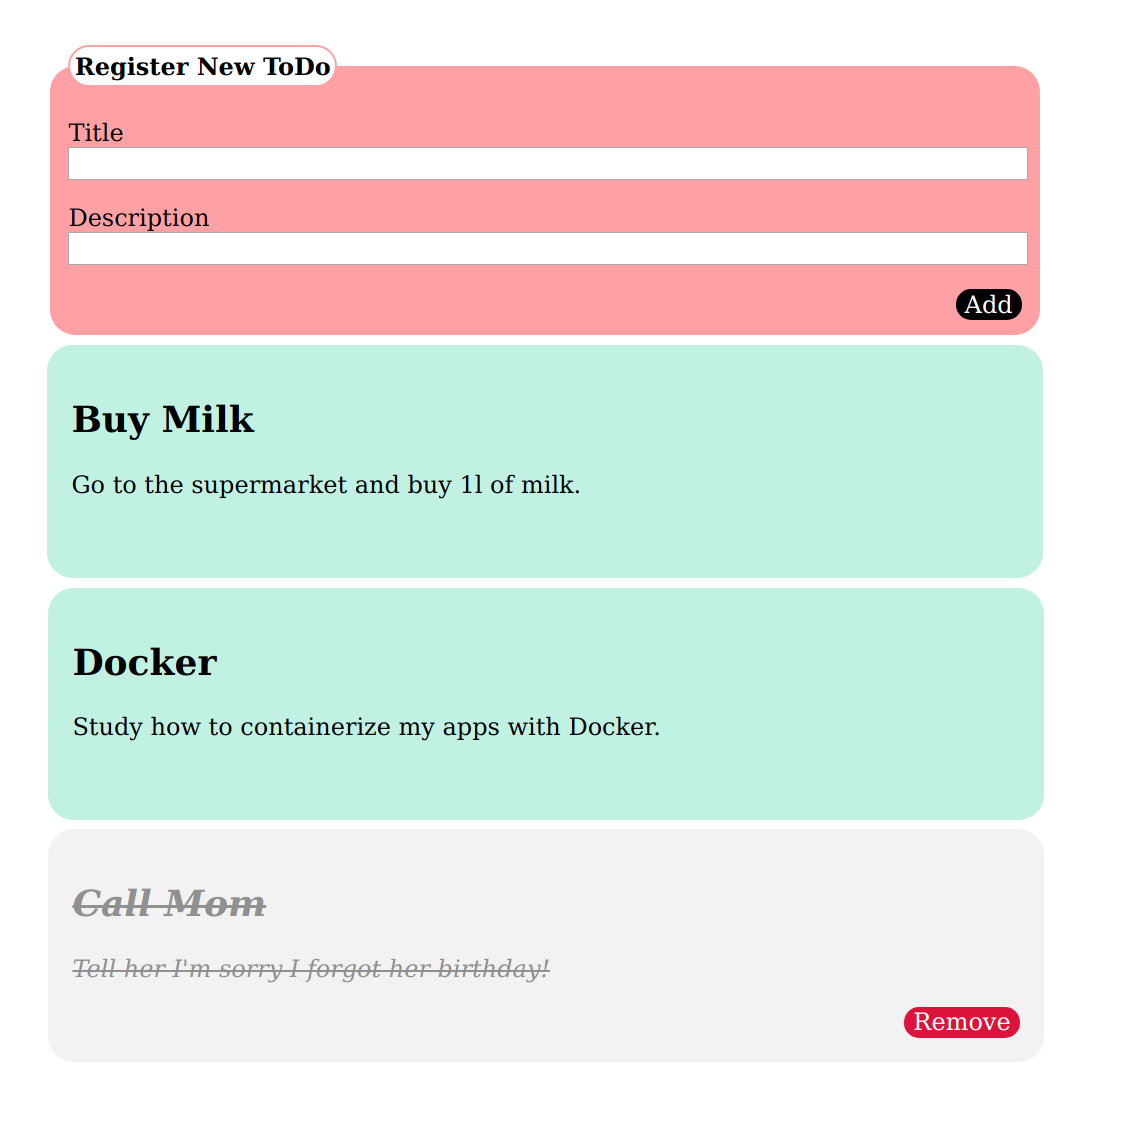 Register New ToDo
Title
Description
Add
Buy Milk
Go to the supermarket and buy 1l of milk.
Docker
Study how to containerize my apps with Docker.
Call Mom
Tell her I'm sorry I forgot her birthday!
Remove